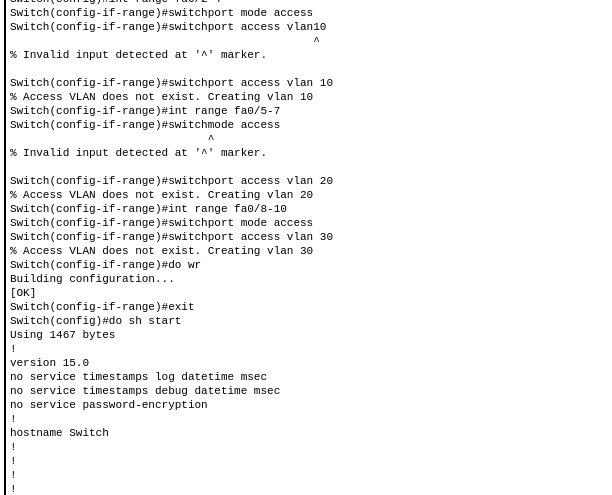 Switch(config-if-range)#switchport mode access
Switch(config-if-range)#switchport access vlan10
^
% Invalid input detected at '^' marker.
Switch(config-if-range)#switchport access vlan 10
% Access VLAN does not exist. Creating vlan 10
Switch(config-if-range)#int range fa0/5-7
Switch(config-if-range)#switchmode access
^
% Invalid input detected at '^' marker.
Switch(config-if-range)#switchport access vlan 20
% Access VLAN does not exist. Creating vlan 20
Switch(config-if-range)#int range fa0/8-10
Switch(config-if-range)#switchport mode access
Switch(config-if-range)#switchport access vlan 30
% Access VLAN does not exist. Creating vlan 30
Switch(config-if-range)#do wr
Building configuration...
[OK]
Switch(config-if-range)#exit
Switch(config)#do sh start
Using 1467 bytes
!
version 15.0
no service timestamps log datetime msec
no service timestamps debug datetime msec
no service password-encryption
!
hostname Switch
!
!
!
!